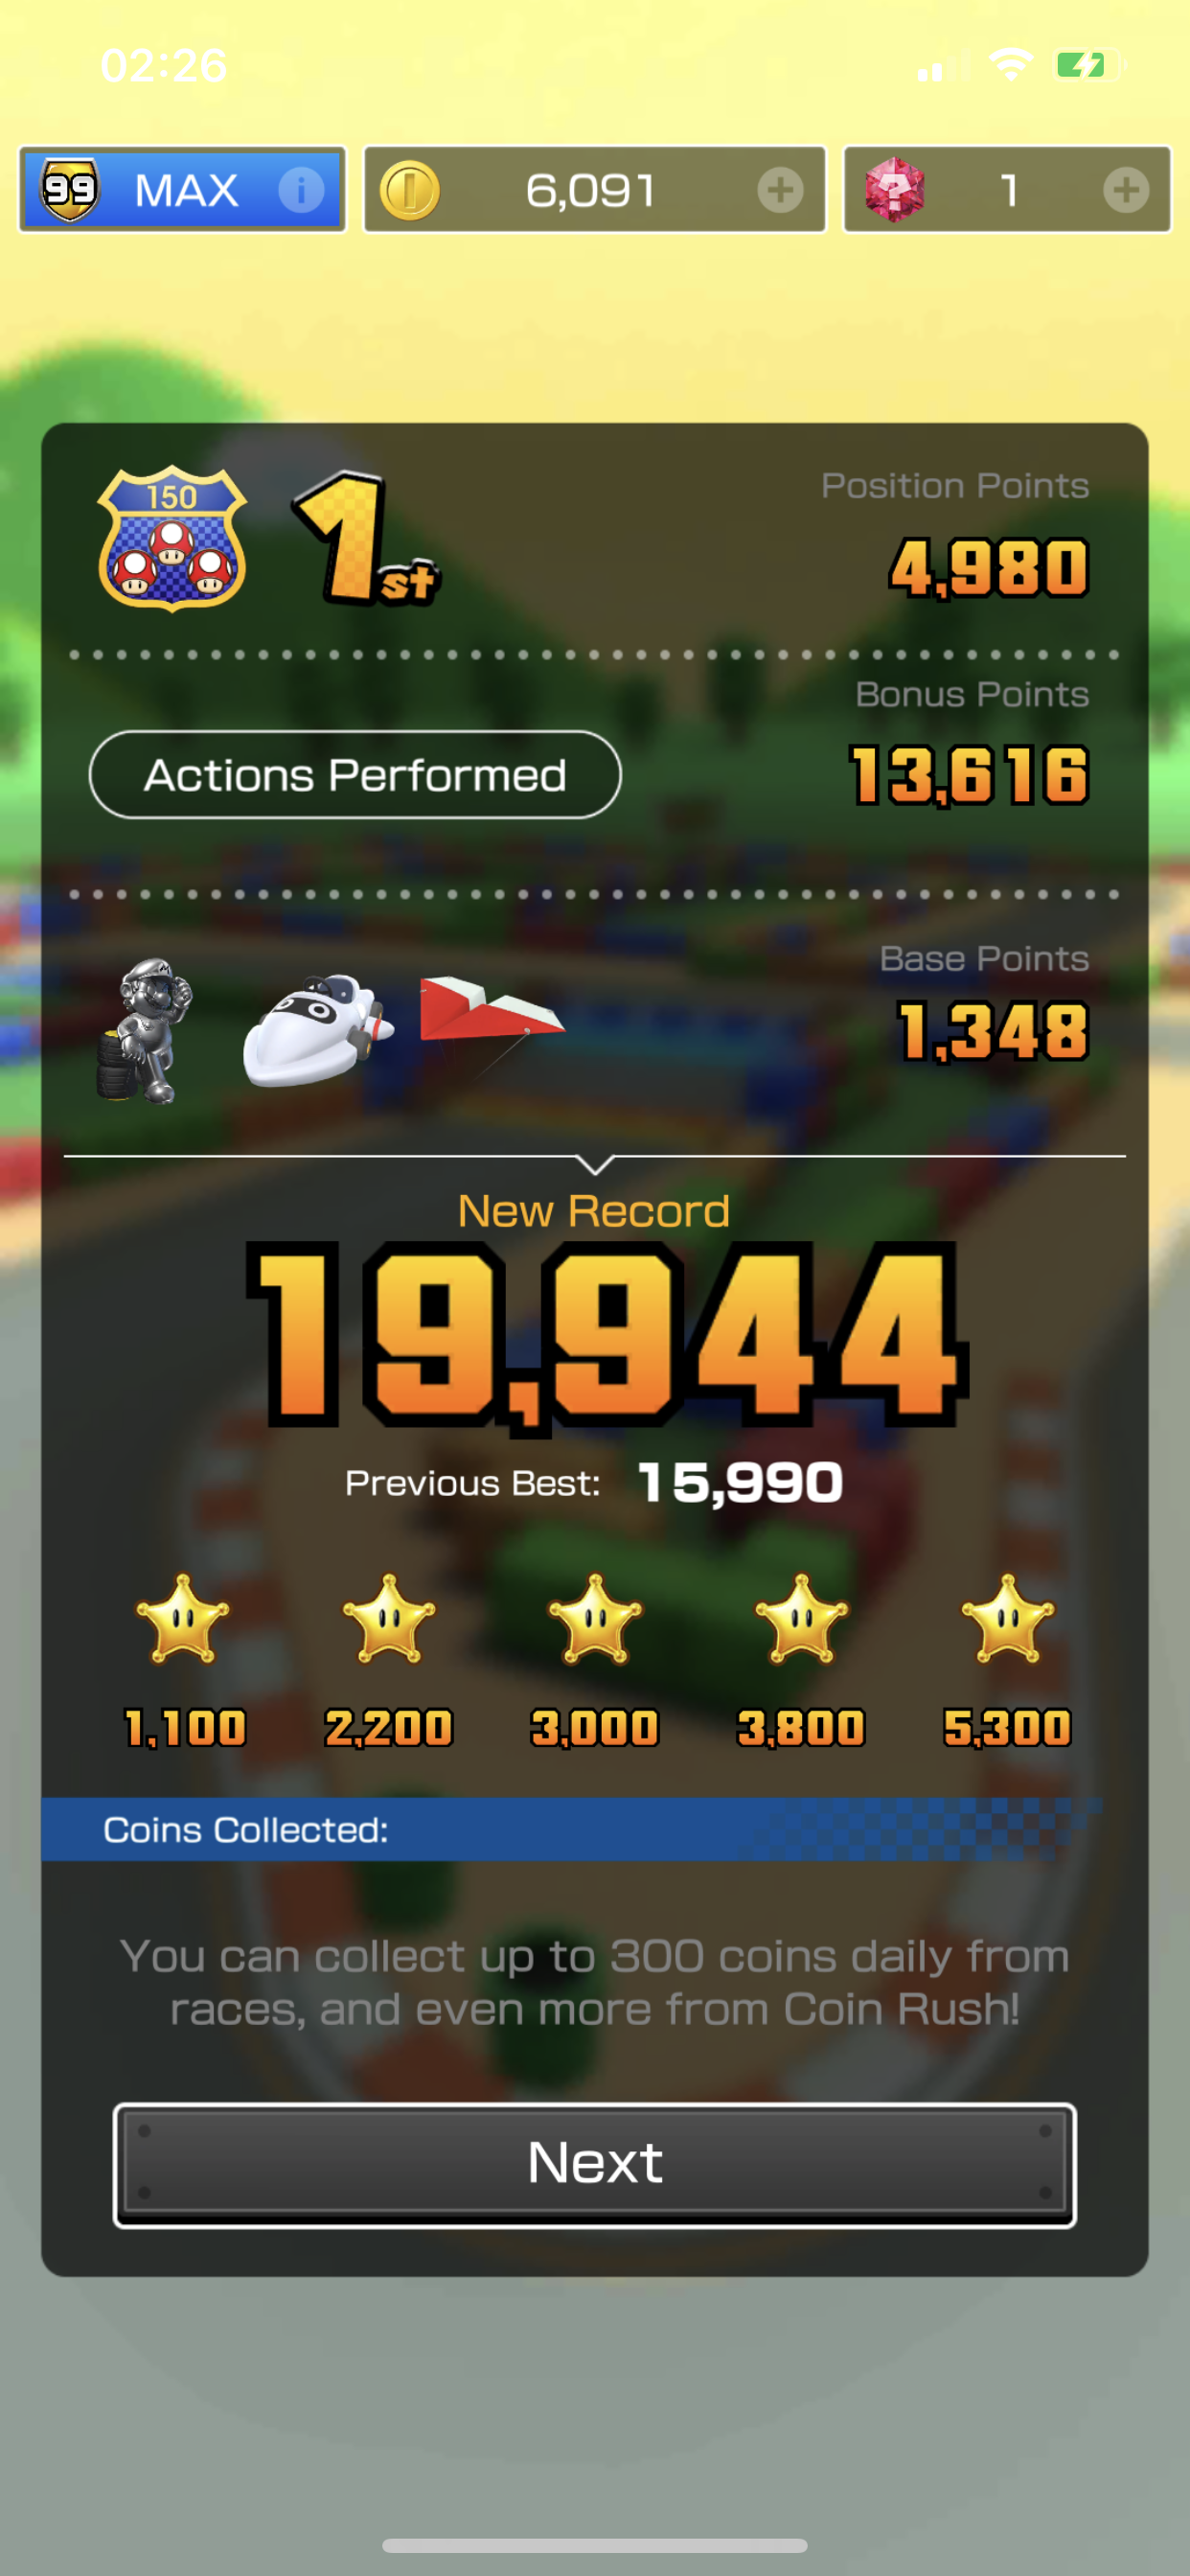 02:26
99 MAX i 6,091 + 1 +
150 1st Position Points
4,980
Bonus Points
Actions Performed 13,616
Base Points
1,348
New Record
19,944
Previous Best: 15,990
1,100 2,200 3,000 3,800 5,300
Coins Collected:
You can collect up to 300 coins daily from
races, and even more from Coin Rush!
Next